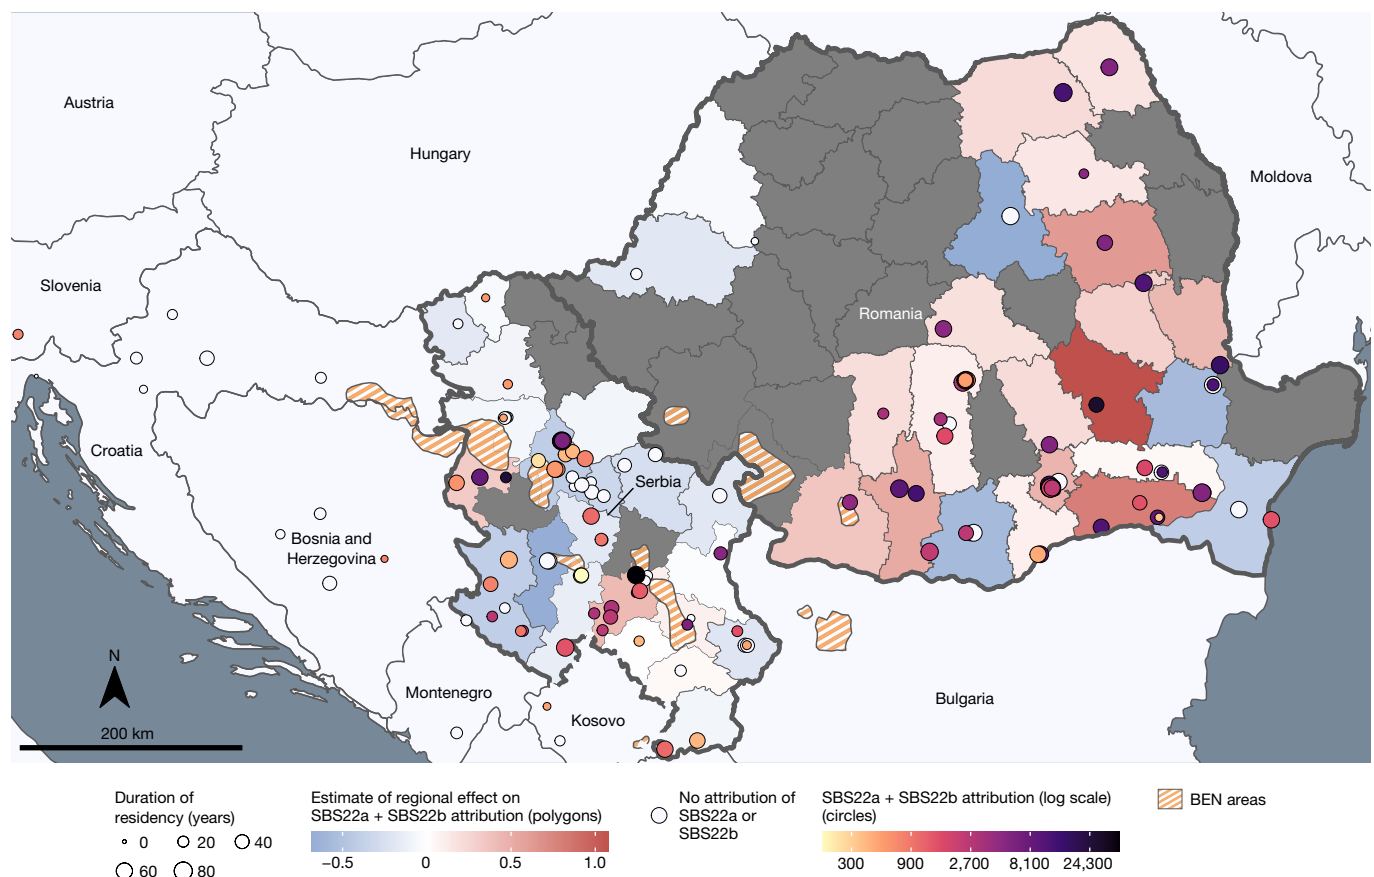 Austria
Hungary
Moldova
Slovenia
Romania
Croatia
Serbia
Bosnia and
Herzegovina
N
Montenegro
Bulgaria
Kosovo
200 km
Duration of
residency (years)
0
20
40
60
80
Estimate of regional effect on
SBS22a + SBS22b attribution (polygons)
−0.5
0
0.5
1.0
No attribution of
SBS22a or
SBS22b
SBS22a + SBS22b attribution (log scale)
(circles)
300
900
2,700
8,100
24,300
BEN areas